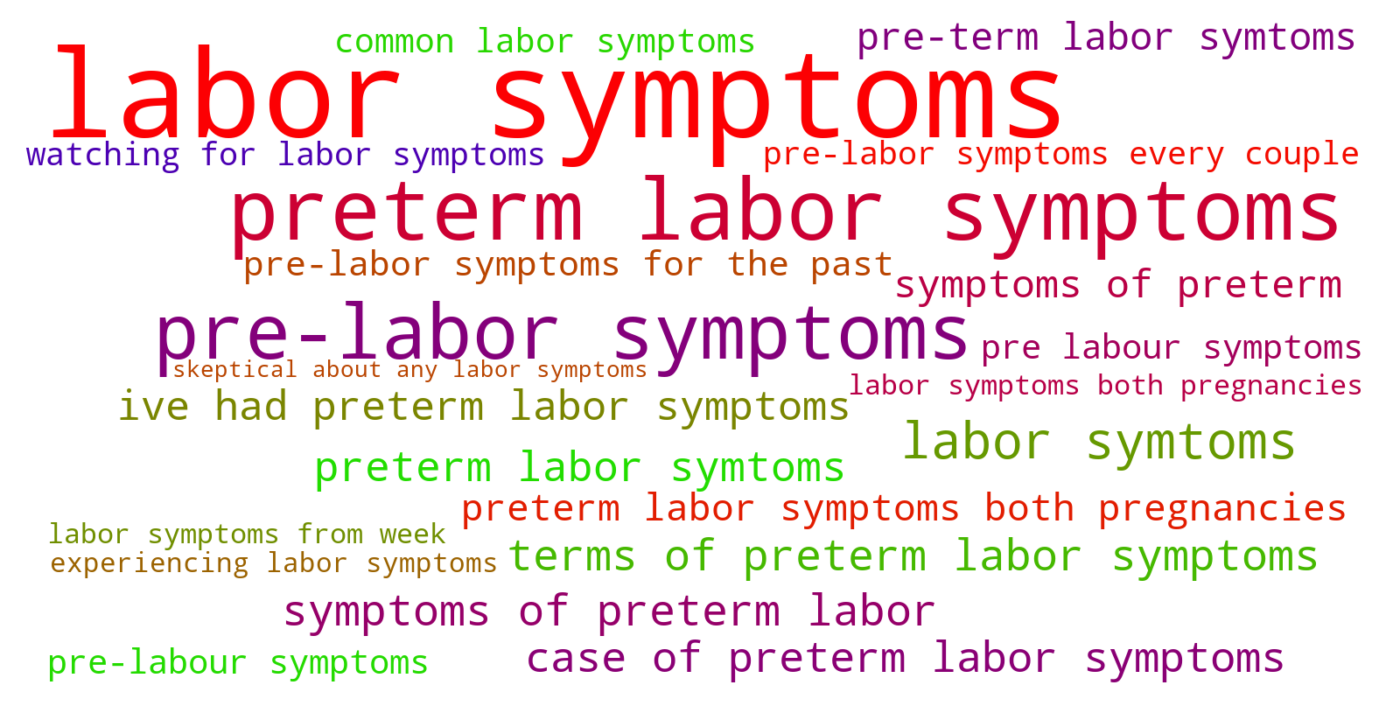 common labor symptoms
pre-term labor symtoms
labor symptoms
watching for labor symptoms
pre-labor symptoms every couple
preterm labor symptoms
pre-labor symptoms for the past
symptoms of preterm
pre-labor symptoms
pre labour symptoms
skeptical about any labor symptoms
labor symptoms both pregnancies
ive had preterm labor symptoms
labor symtoms
preterm labor symtoms
preterm labor symptoms both pregnancies
labor symptoms from week
terms of preterm labor symptoms
experiencing labor symptoms
symptoms of preterm labor
pre-labour symptoms
case of preterm labor symptoms